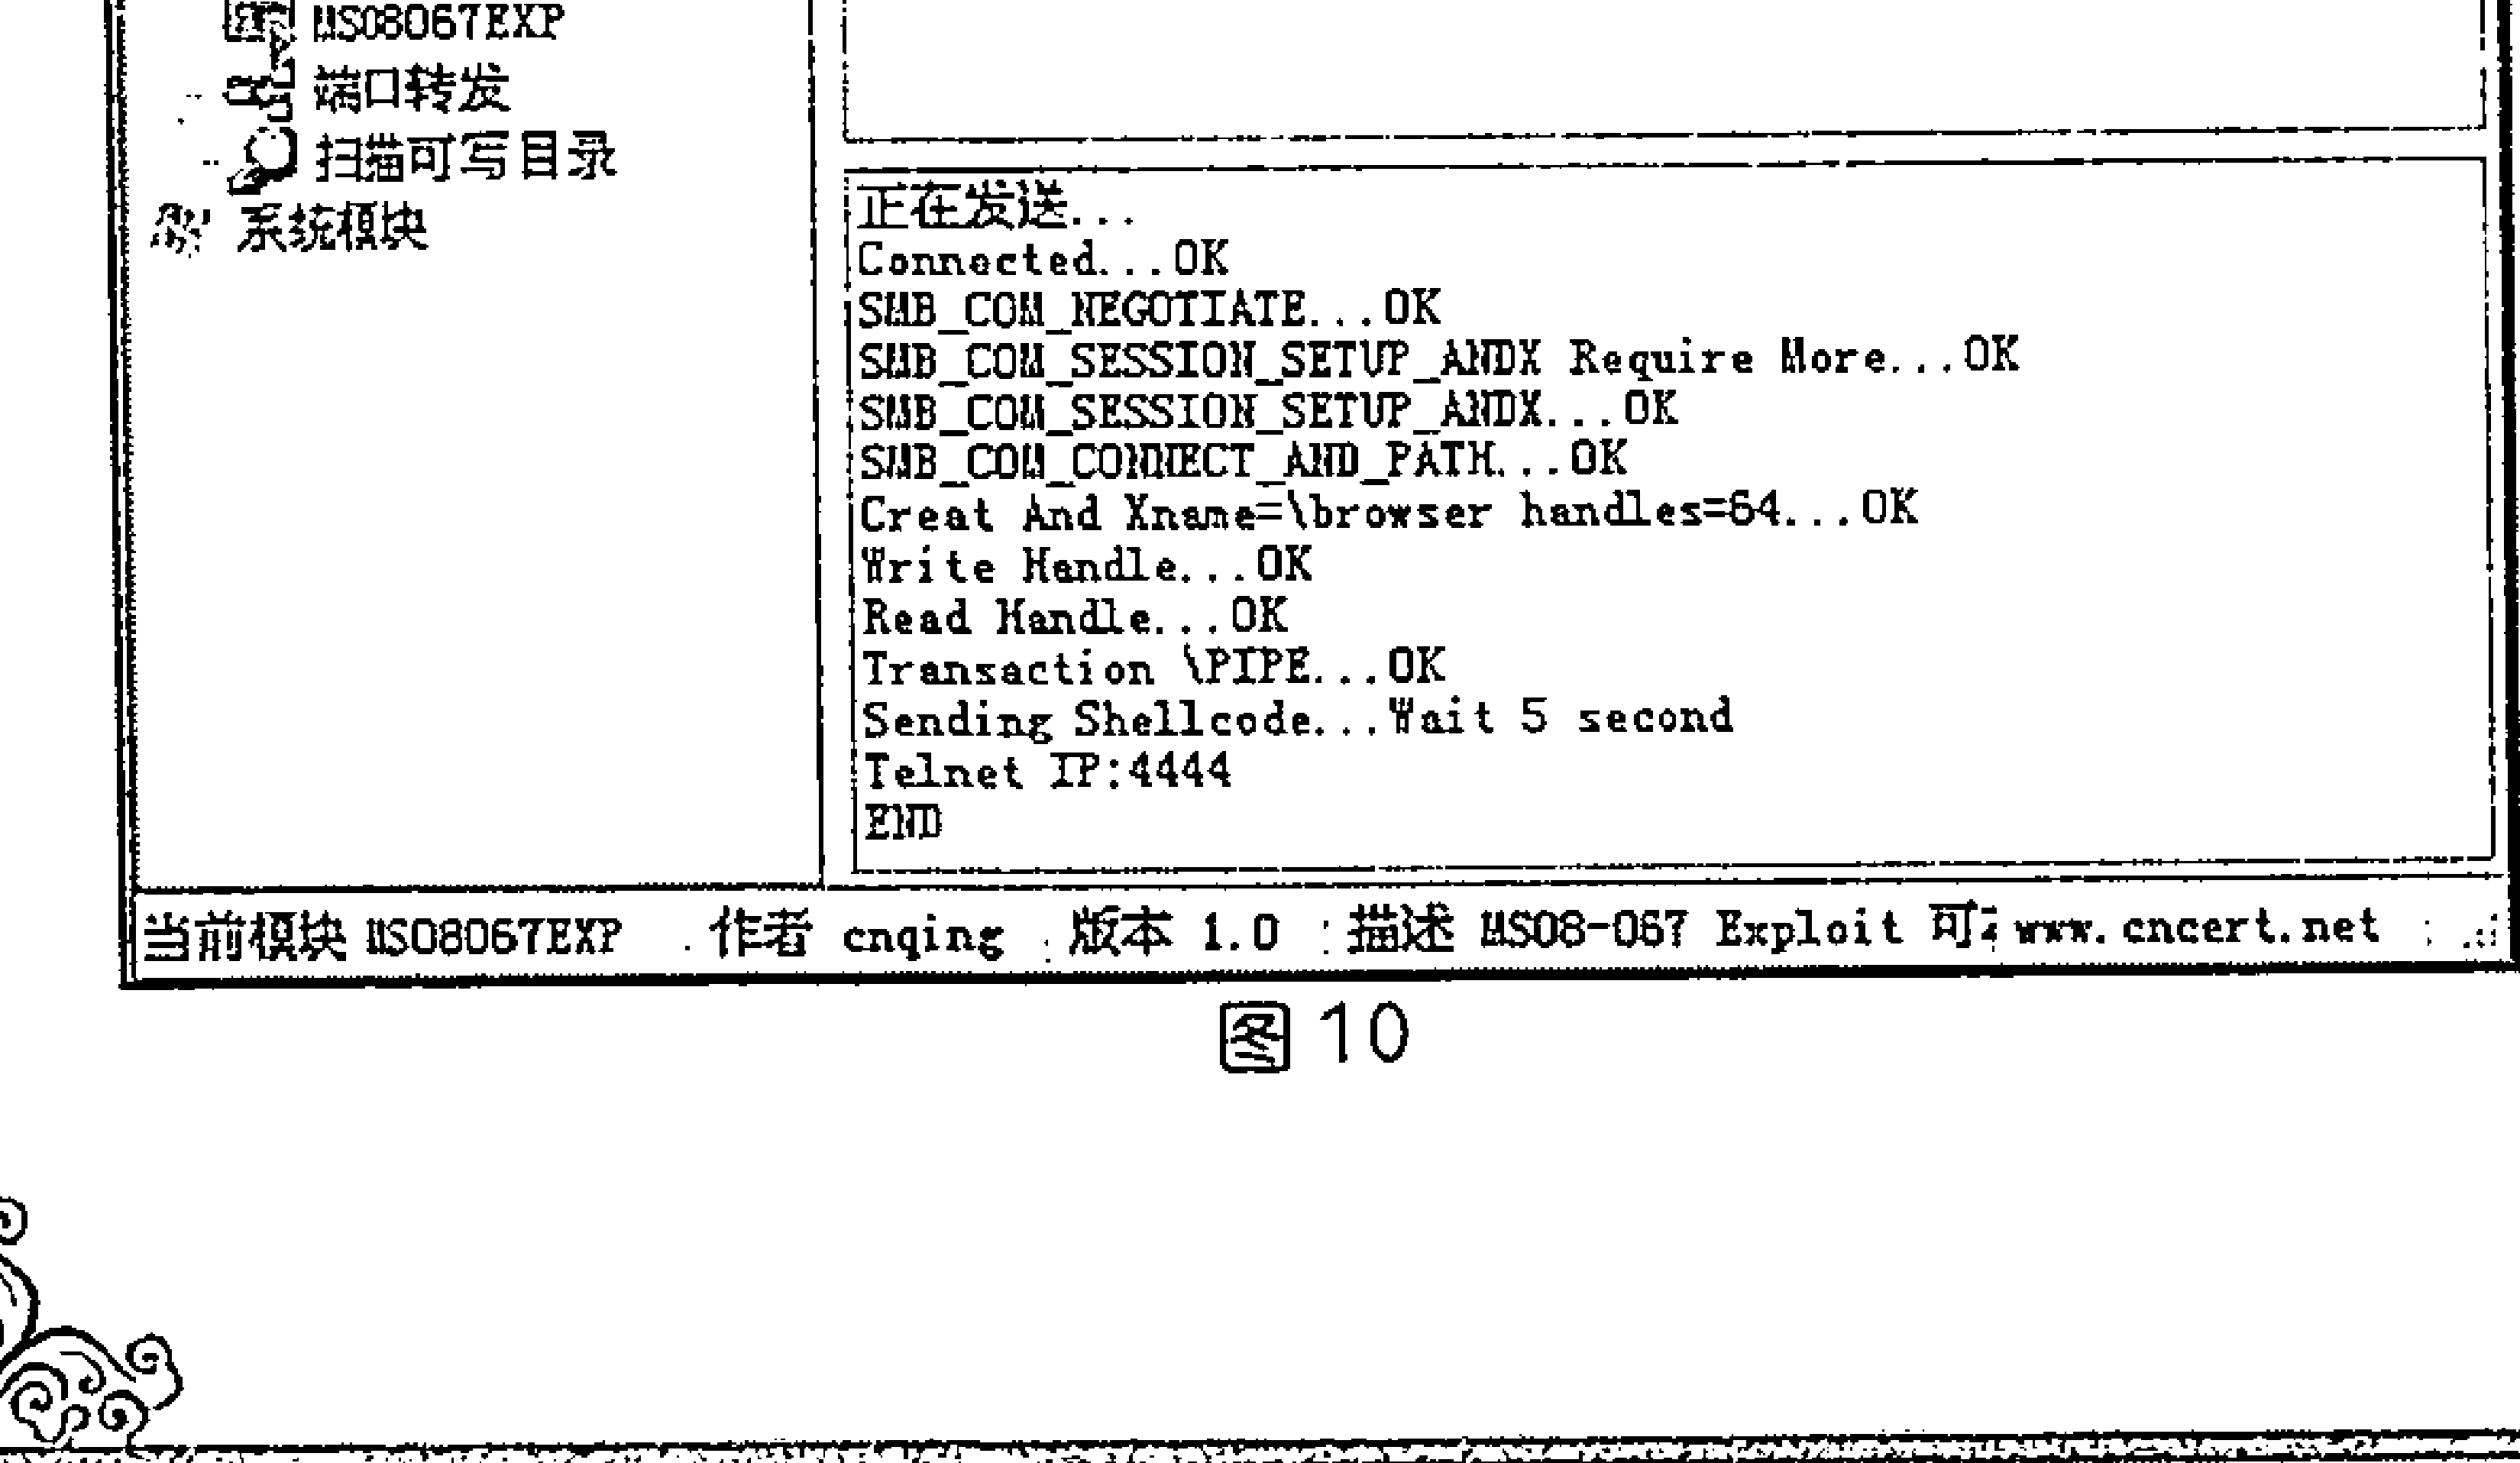 MS08067EXP
端口转发
扫描可写目录
系统模块
正在发送...
Connected...OK
SMB_COM_NEGOTIATE...OK
SMB_COM_SESSION_SETUP_ANDX Require More...OK
SMB_COM_SESSION_SETUP_ANDX...OK
SMB_COM_CONNECT_AND_PATH...OK
Creat And Xname=\browser handles=64...OK
Write Handle...OK
Read Handle...OK
Transaction \PIPE...OK
Sending Shellcode...Wait 5 second
Telnet IP:4444
END
当前模块 MS08067EXP 作者 cnqing 版本 1.0 描述 MS08-067 Exploit 可 www.cncert.net
图 10